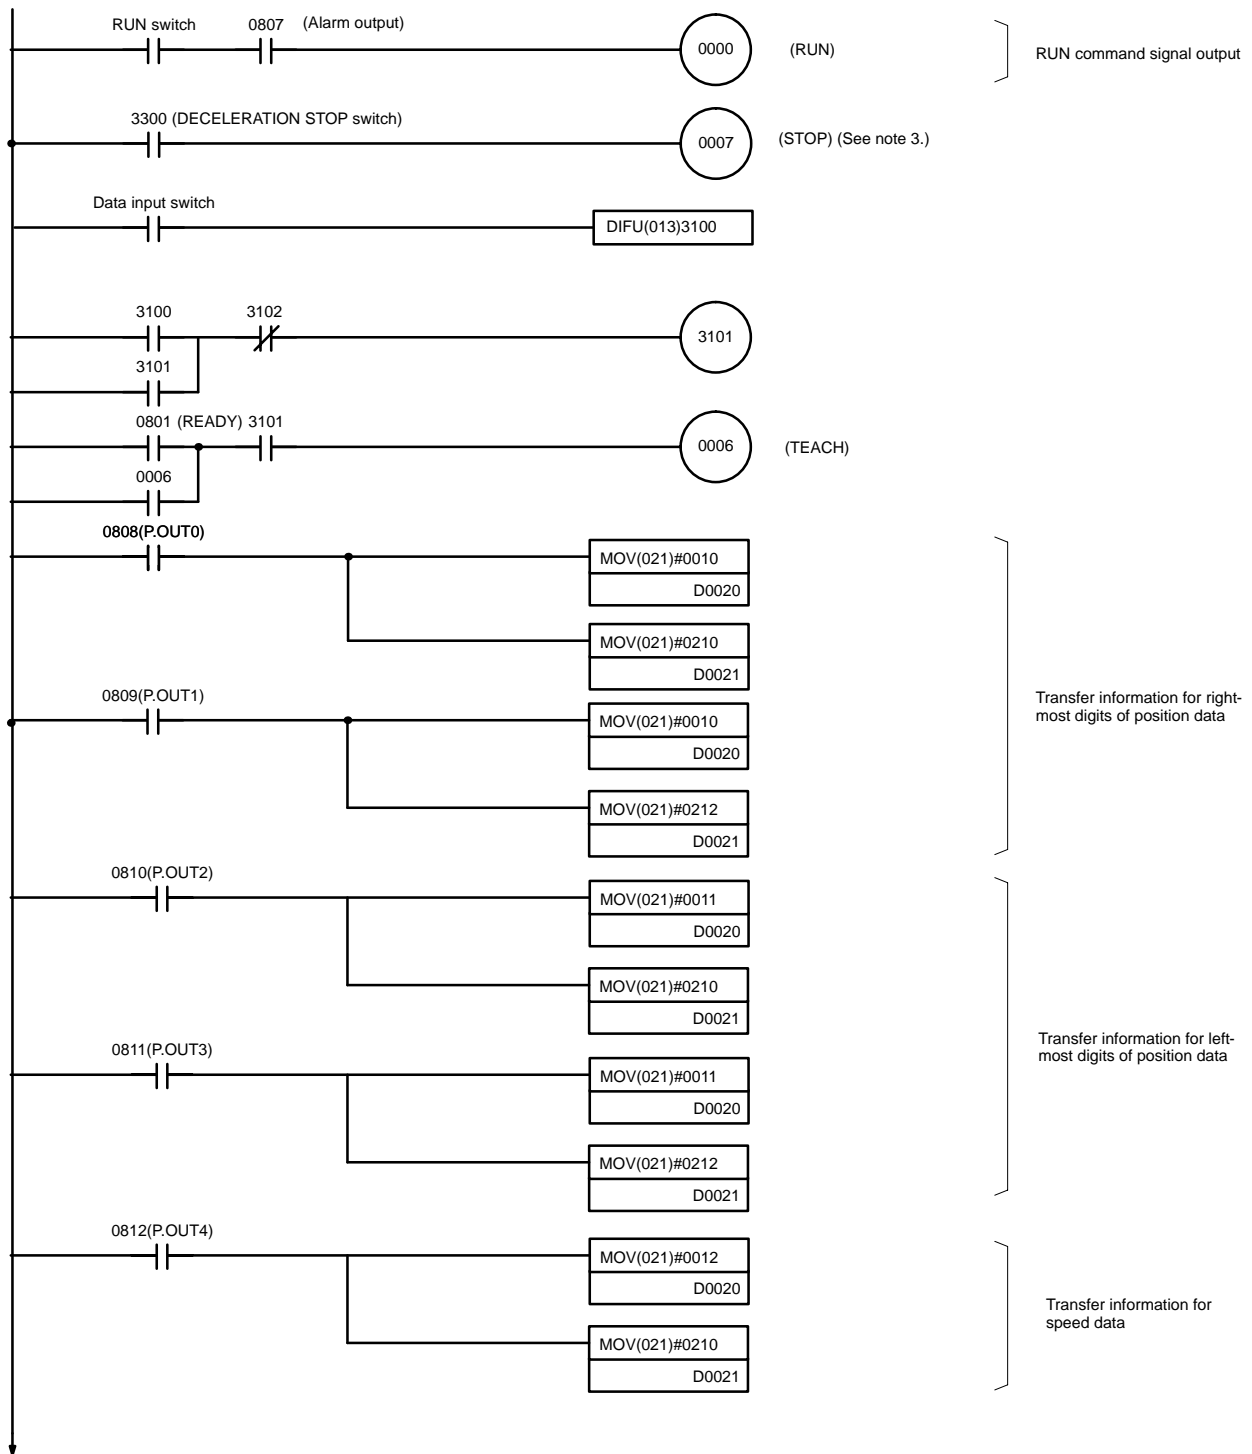 RUN switch 0807 (Alarm output)
0000 (RUN) RUN command signal output
3300 (DECELERATION STOP switch)
0007 (STOP) (See note 3.)
Data input switch
DIFU(013)3100
3100 3102
3101
3101
0801 (READY) 3101
0006 (TEACH)
0006
0808(P.OUT0)
MOV(021)#0010
D0020
MOV(021)#0210
D0021
0809(P.OUT1)
MOV(021)#0010
D0020
MOV(021)#0212
D0021
Transfer information for right-
most digits of position data
0810(P.OUT2)
MOV(021)#0011
D0020
MOV(021)#0210
D0021
0811(P.OUT3)
MOV(021)#0011
D0020
MOV(021)#0212
D0021
Transfer information for left-
most digits of position data
0812(P.OUT4)
MOV(021)#0012
D0020
MOV(021)#0210
D0021
Transfer information for
speed data